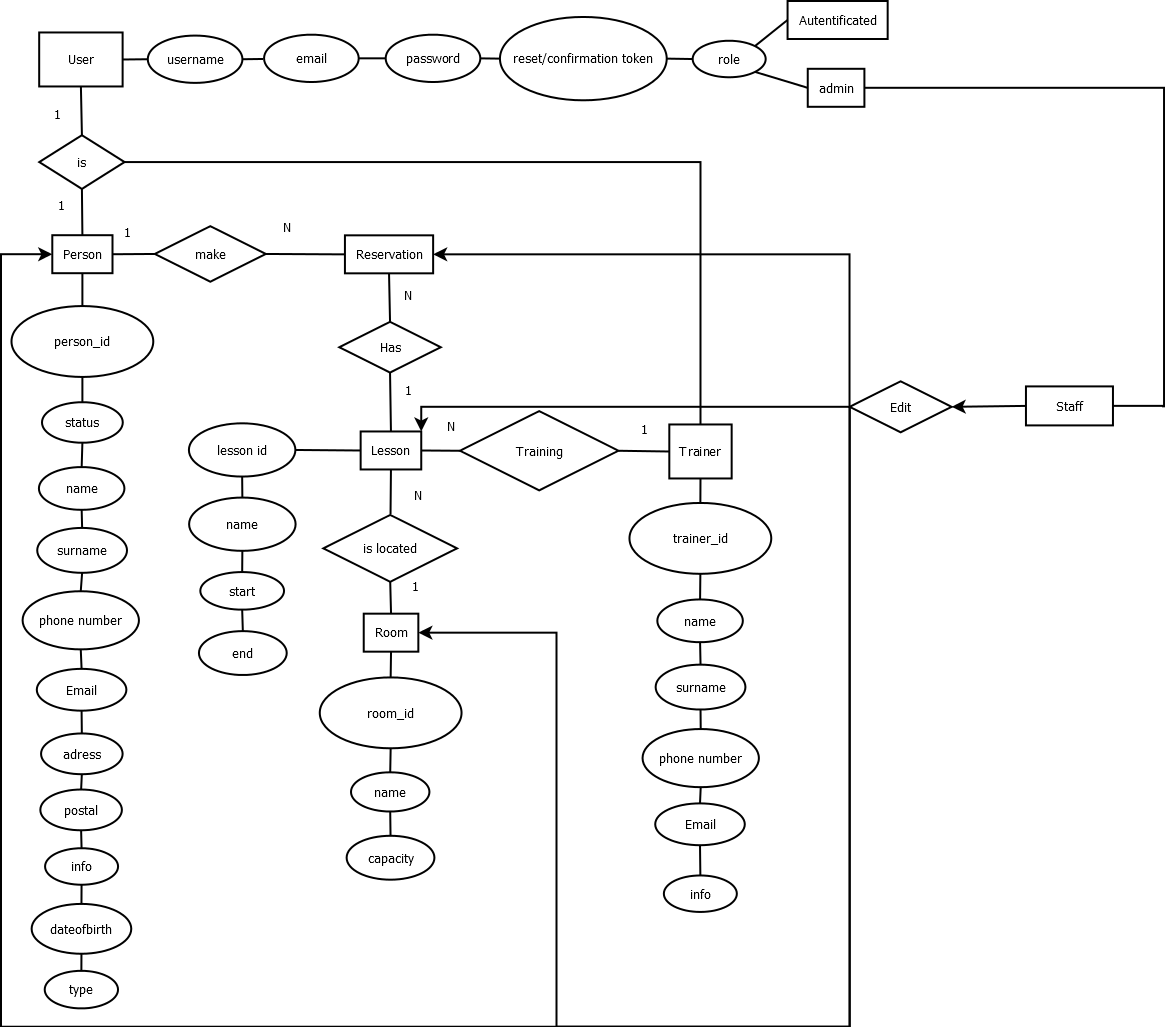 Autentificated
User
username
email
password
reset/confirmation token
role
admin
1
is
1
Person
1
make
N
Reservation
N
person_id
Has
1
status
Edit
Staff
lesson id
Lesson
N
Training
1
Trainer
name
N
name
trainer_id
surname
is located
start
1
phone number
Room
name
end
Email
room_id
surname
adress
phone number
postal
name
Email
info
capacity
info
dateofbirth
type